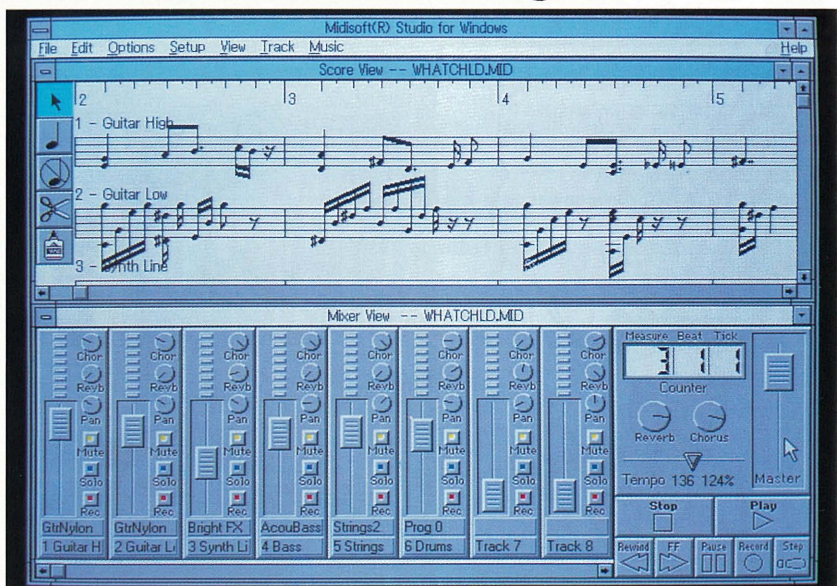 Midisoft(R) Studio for Windows
File Edit Options Setup View Track Music Help
Score View -- WHATCHLD.MID
2 3 4 5
1 - Guitar High
2 - Guitar Low
3 - Synth Line
Mixer View -- WHATCHLD.MID
Chor Chor Chor Chor Chor Chor Chor Chor
Revb Revb Revb Revb Revb Revb Revb Revb
Pan Pan Pan Pan Pan Pan Pan Pan
Mute Mute Mute Mute Mute Mute Mute Mute
Solo Solo Solo Solo Solo Solo Solo Solo
Rec Rec Rec Rec Rec Rec Rec Rec
GtrNylon GtrNylon Bright FX AcouBass Strings2 Prog 0
1 Guitar H 2 Guitar L 3 Synth Li 4 Bass 5 Strings 6 Drums Track 7 Track 8
Measure Beat Tick
3 1 1
Counter
Reverb Chorus
Tempo 136 124% Master
Stop Play
Rewind FF Pause Record Step